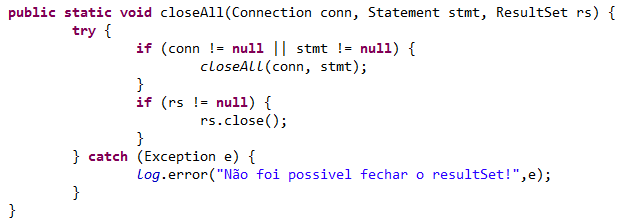 public static void closeAll(Connection conn, Statement stmt, ResultSet rs) {
try {
if (conn != null || stmt != null) {
closeAll(conn, stmt);
}
if (rs != null) {
rs.close();
}
} catch (Exception e) {
log.error("Não foi possivel fechar o resultSet!",e);
}
}